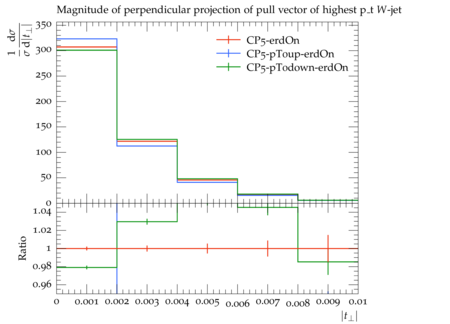 Magnitude of perpendicular projection of pull vector of highest p_t W-jet
1/σ dσ/d|t⊥|
350
300
250
200
150
100
50
0
CP5-erdOn
CP5-pToup-erdOn
CP5-pTodown-erdOn
Ratio
1.04
1.02
1
0.98
0.96
0 0.001 0.002 0.003 0.004 0.005 0.006 0.007 0.008 0.009 0.01
|t⊥|